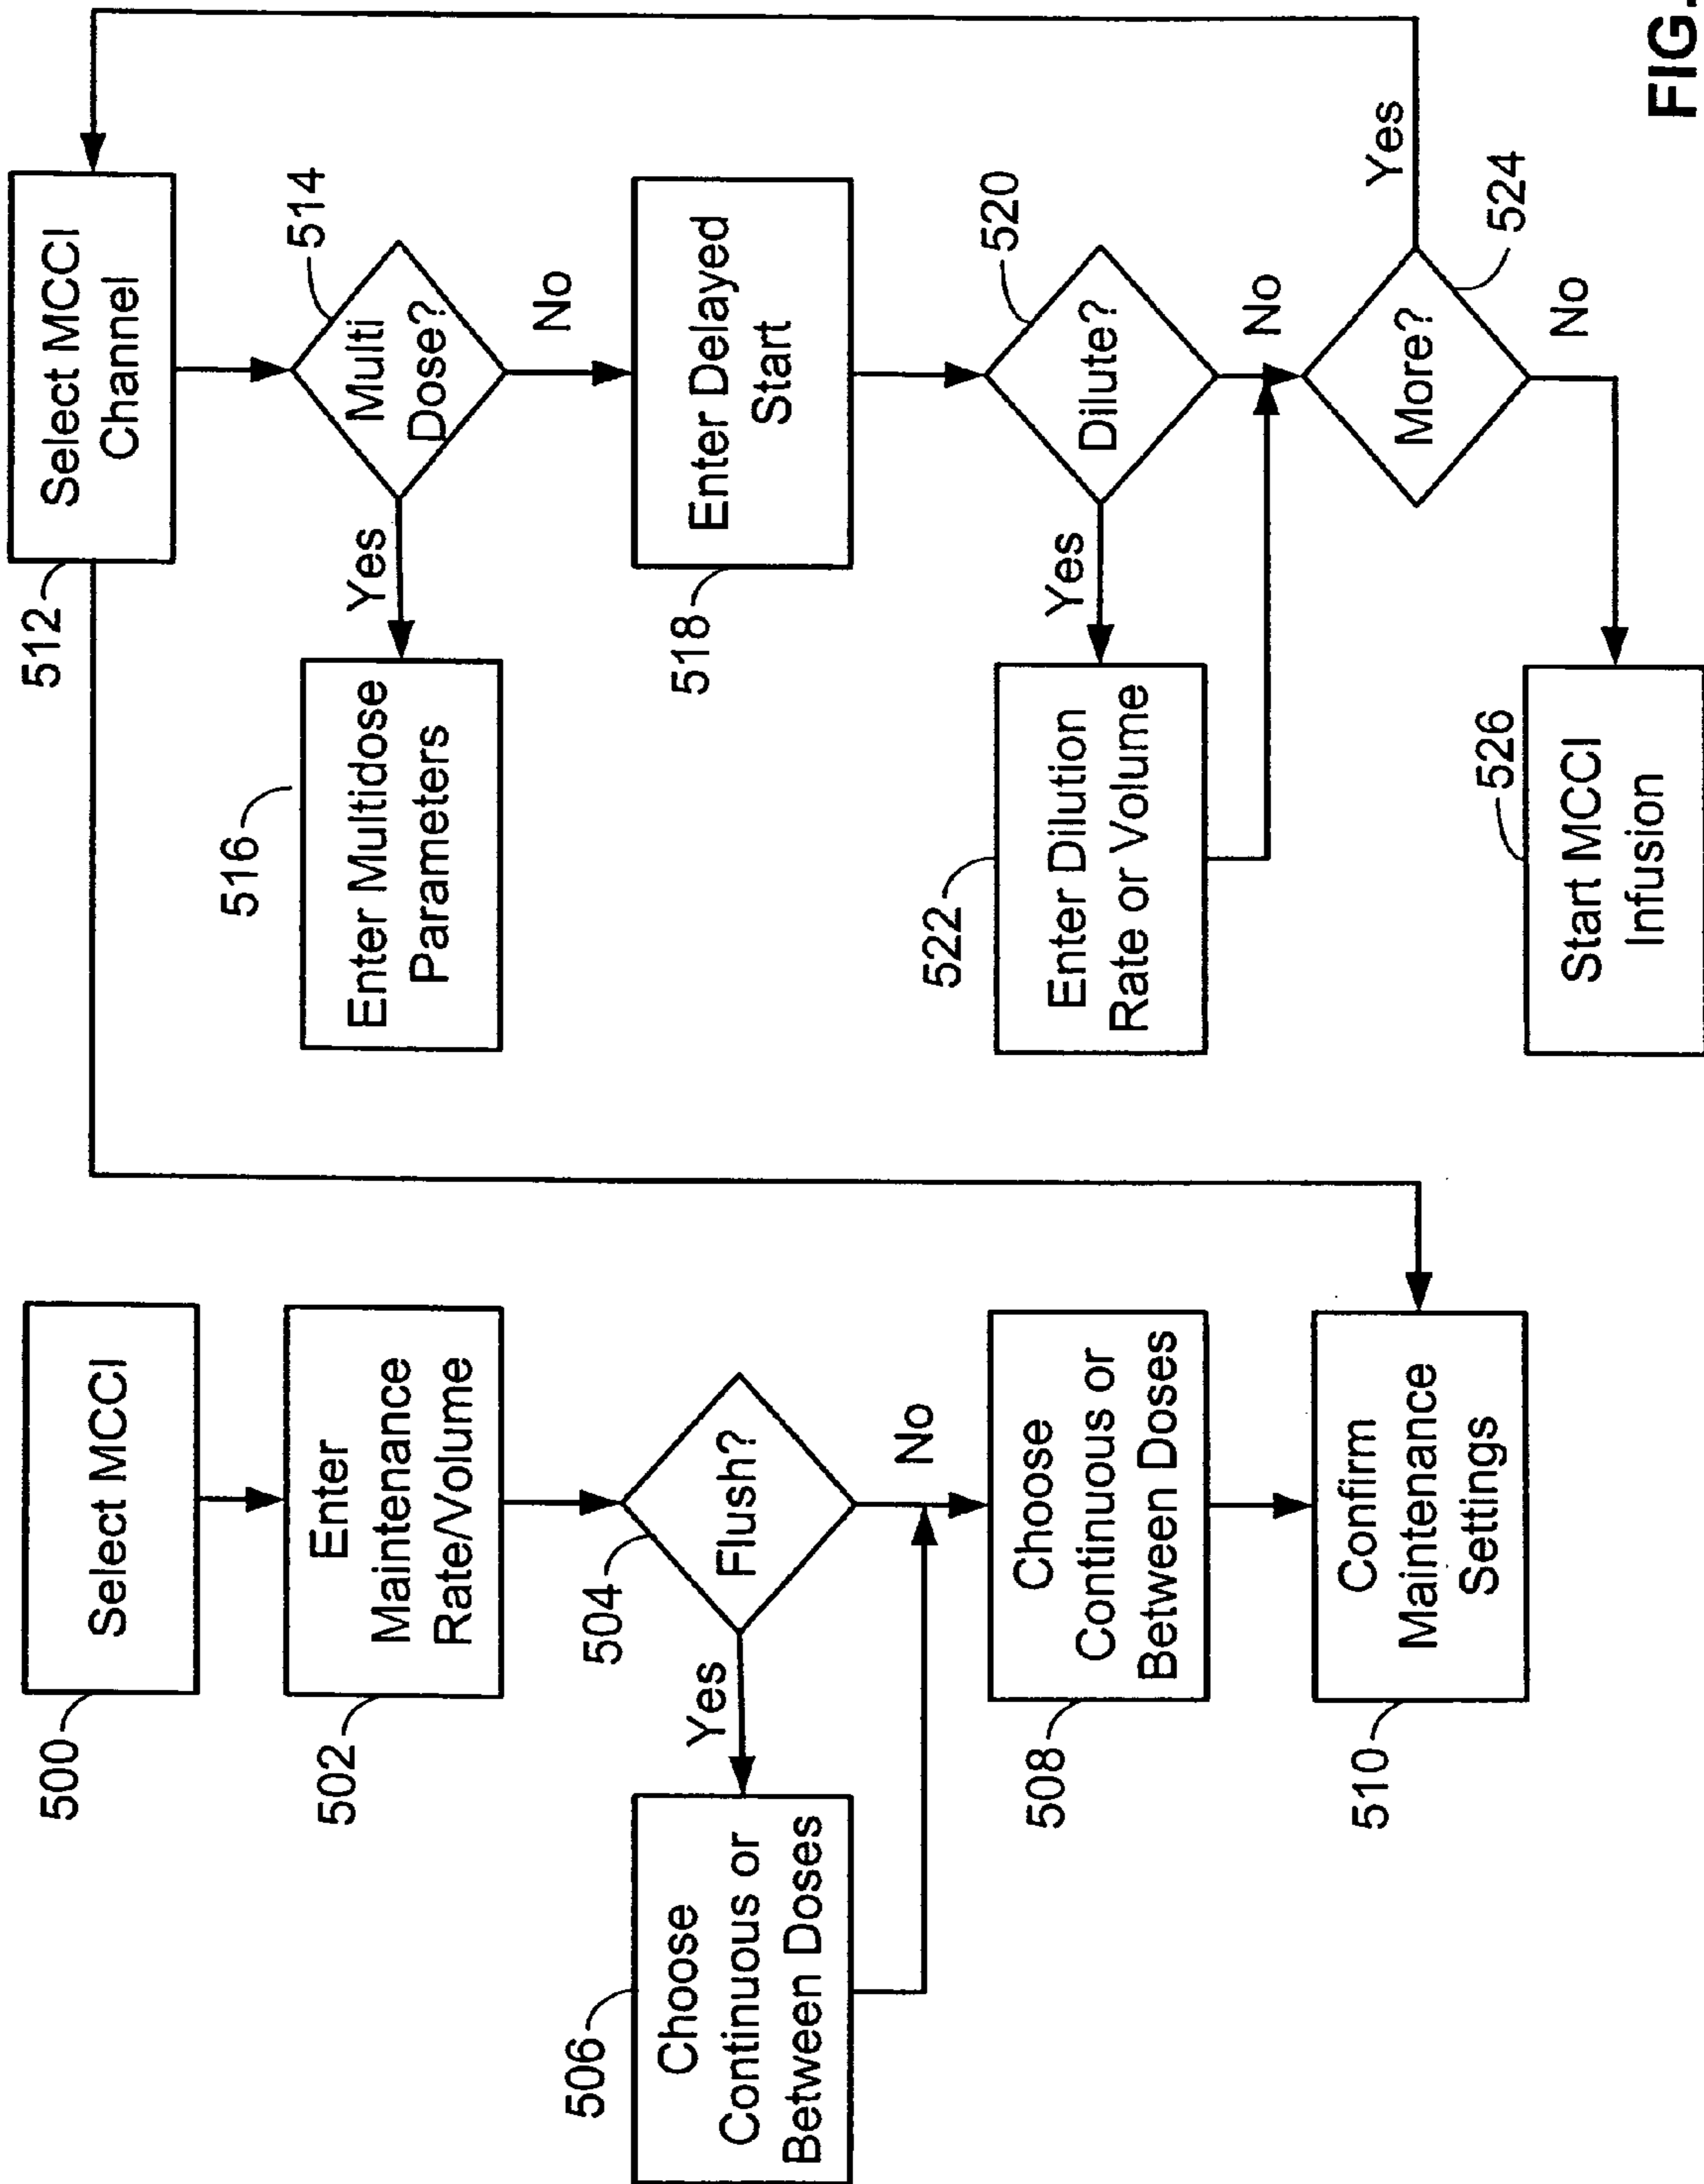 500
Select MCCI
502
Enter
Maintenance
Rate/Volume
504
Flush?
Yes
No
506
Choose
Continuous or
Between Doses
508
Choose
Continuous or
Between Doses
510
Confirm
Maintenance
Settings
512
Select MCCI
Channel
514
Multi
Dose?
Yes
No
516
Enter Multidose
Parameters
518
Enter Delayed
Start
520
Dilute?
Yes
No
522
Enter Dilution
Rate or Volume
524
More?
Yes
No
526
Start MCCI
Infusion
FIG.